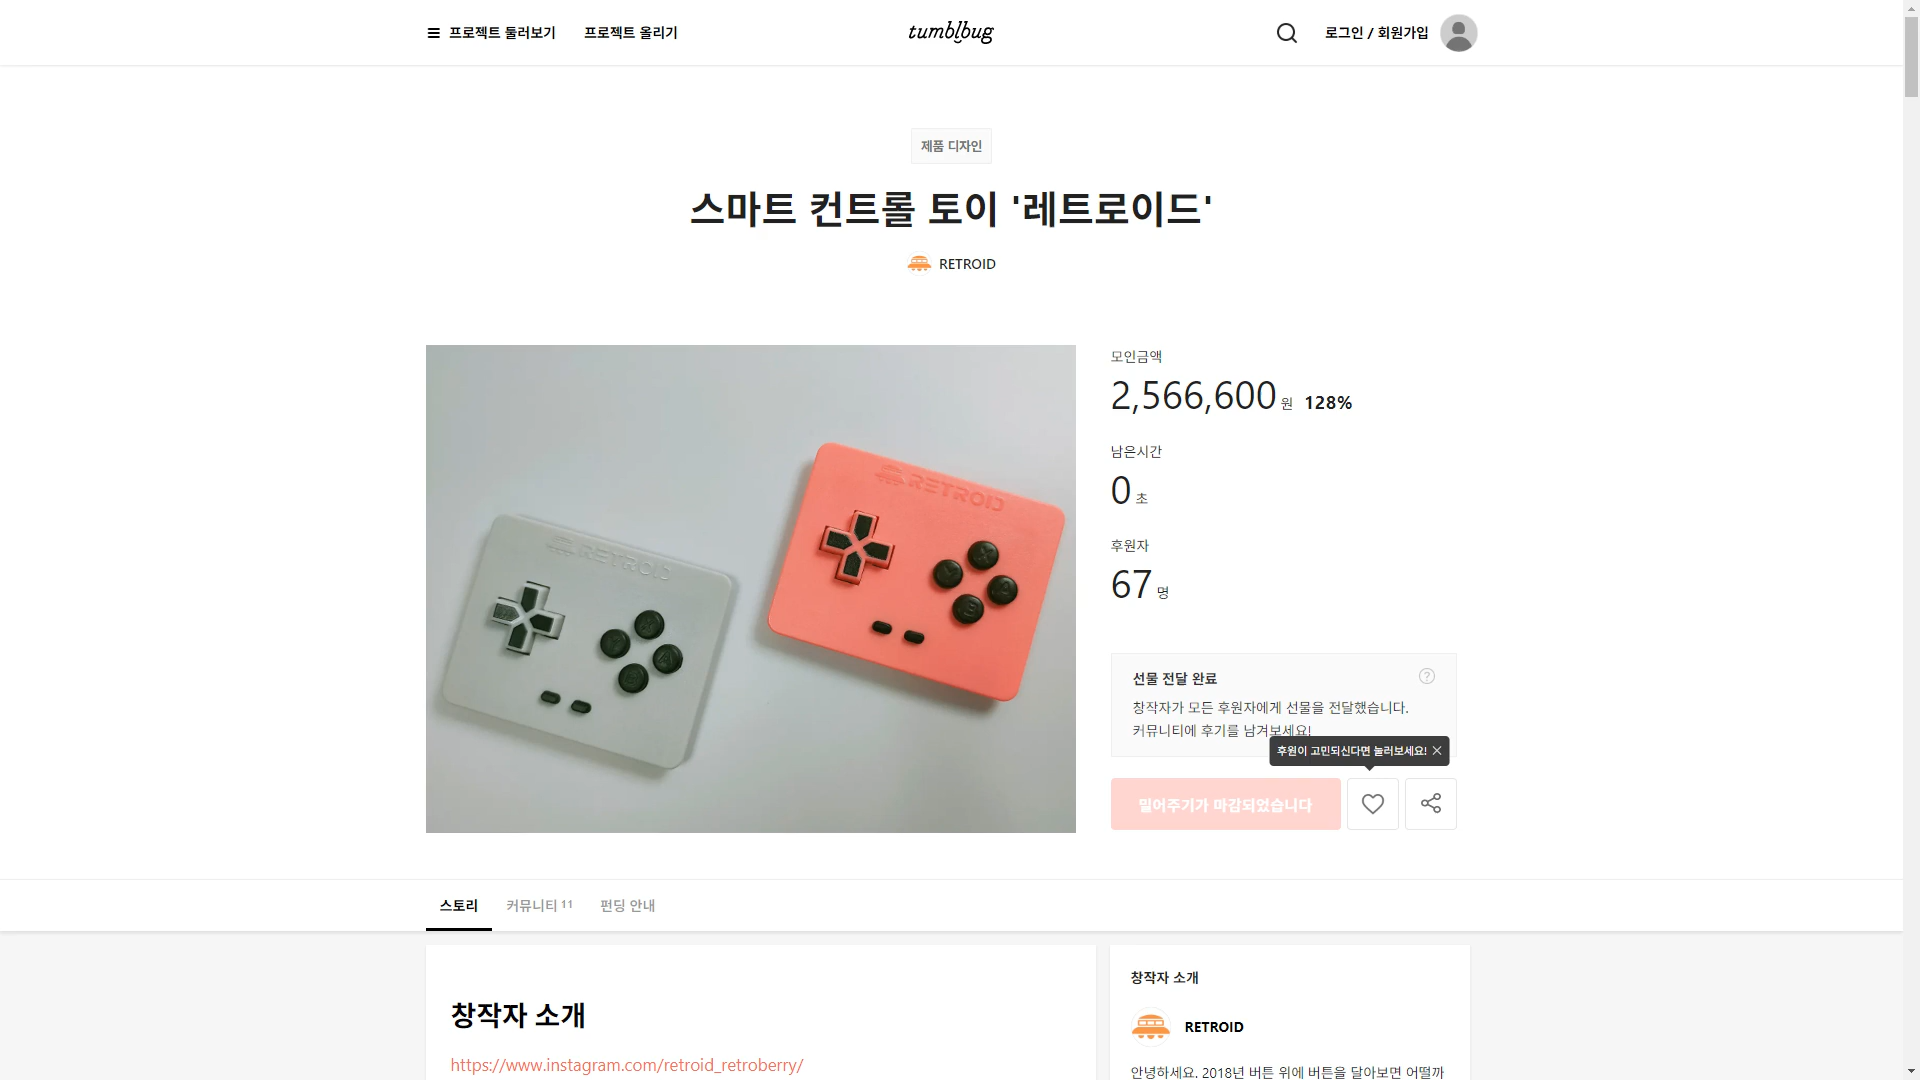 프로젝트 둘러보기
프로젝트 올리기
tumblbug
로그인 / 회원가입
제품 디자인
스마트 컨트롤 토이 '레트로이드'
RETROID
RETROID
RETROID
모인금액
2,566,600 원 128%
남은시간
0 초
후원자
67 명
선물 전달 완료
?
창작자가 모든 후원자에게 선물을 전달했습니다.
커뮤니티에 후기를 남겨보세요!
후원이 고민되신다면 눌러보세요!
밀어주기가 마감되었습니다
스토리
커뮤니티 11
펀딩 안내
창작자 소개
https://www.instagram.com/retroid_retroberry/
창작자 소개
RETROID
안녕하세요. 2018년 버튼 위에 버튼을 달아보면 어떨까